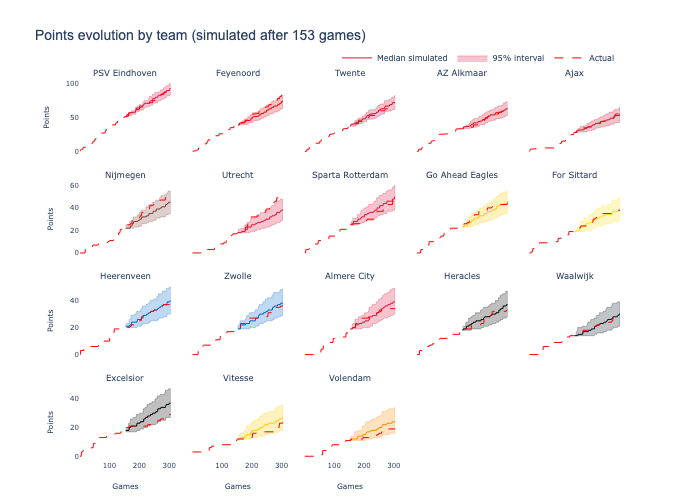 Points evolution by team (simulated after 153 games)
Median simulated 95% interval Actual
PSV Eindhoven Feyenoord Twente AZ Alkmaar Ajax
100
50
0
Points
Nijmegen Utrecht Sparta Rotterdam Go Ahead Eagles For Sittard
60
40
20
0
Points
Heerenveen Zwolle Almere City Heracles Waalwijk
40
20
0
Points
Excelsior Vitesse Volendam
40
20
0
Points
100 200 300 100 200 300 100 200 300
Games Games Games